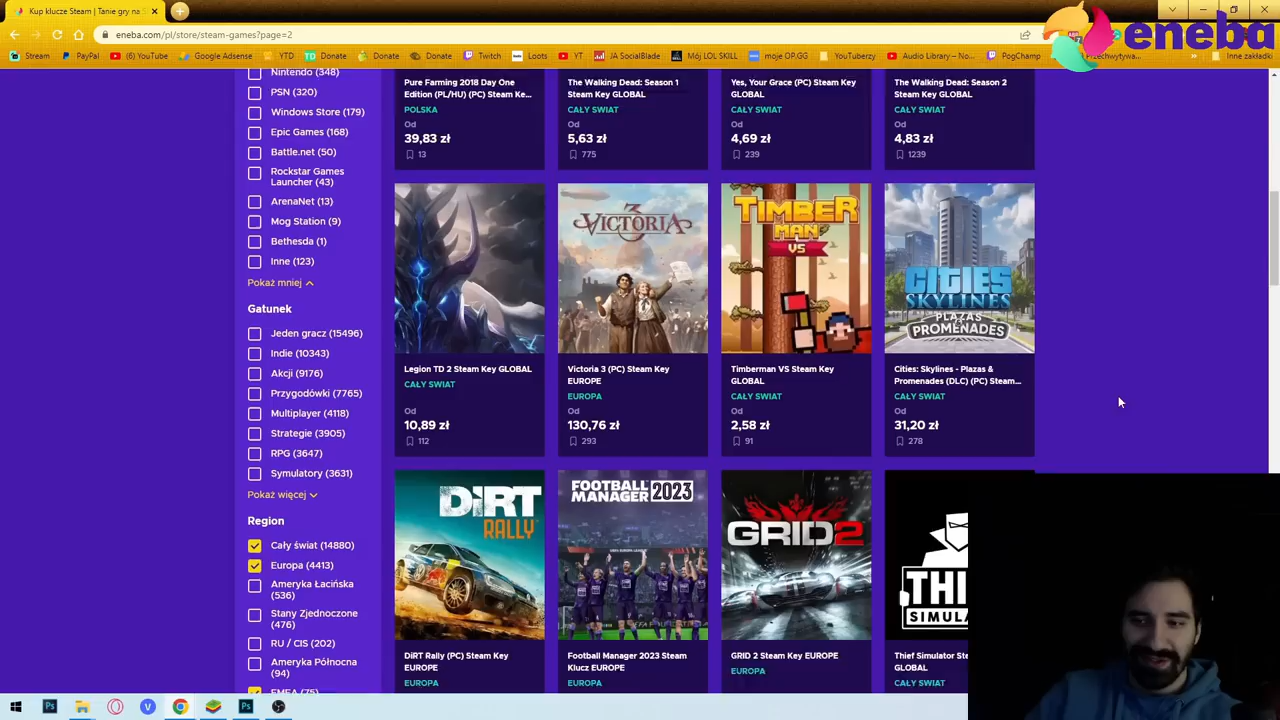 Kup klucze Steam | Tanie gry na S
eneba.com/pl/store/steam-games?page=2
eneba
Stream
PayPal
(6) YouTube
Google Adsense
YTD
Donate
Donate
Donate
Twitch
Loots
YT
JA SocialBlade
Mój LOL SKILL
moje OP.GG
YouTuberzy
Audio Library – No...
PogChamp
Przechwytywa...
Inne zakładki
Nintendo (348)
PSN (320)
Windows Store (179)
Epic Games (168)
Battle.net (50)
Rockstar Games
Launcher (43)
ArenaNet (13)
Mog Station (9)
Bethesda (1)
Inne (123)
Pokaż mniej
Gatunek
Jeden gracz (15496)
Indie (10343)
Akcji (9176)
Przygodówki (7765)
Multiplayer (4118)
Strategie (3905)
RPG (3647)
Symulatory (3631)
Pokaż więcej
Region
Cały świat (14880)
Europa (4413)
Ameryka Łacińska
(536)
Stany Zjednoczone
(476)
RU / CIS (202)
Ameryka Północna
(94)
EMEA (75)
Pure Farming 2018 Day One
Edition (PL/HU) (PC) Steam Ke...
POLSKA
Od
39,83 zł
13
The Walking Dead: Season 1
Steam Key GLOBAL
CAŁY ŚWIAT
Od
5,63 zł
775
Yes, Your Grace (PC) Steam
Key GLOBAL
CAŁY ŚWIAT
Od
4,69 zł
239
The Walking Dead: Season 2
Steam Key GLOBAL
CAŁY ŚWIAT
Od
4,83 zł
1239
Legion TD 2 Steam Key GLOBAL
CAŁY ŚWIAT
Od
10,89 zł
112
VICTORIA
3
Victoria 3 (PC) Steam Key
EUROPE
EUROPA
Od
130,76 zł
293
TIMBER
MAN
VS
Timberman VS Steam Key
GLOBAL
CAŁY ŚWIAT
Od
2,58 zł
91
CITIES
SKYLINES
PLAZAS
PROMENADES
Cities: Skylines - Plazas &
Promenades (DLC) (PC) Steam...
CAŁY ŚWIAT
Od
31,20 zł
278
DiRT
RALLY
DiRT Rally (PC) Steam Key
EUROPE
EUROPA
FOOTBALL
MANAGER 2023
Football Manager 2023 Steam
Klucz EUROPE
EUROPA
GRID 2
GRID 2 Steam Key EUROPE
EUROPA
THI
SIMULA
Thief Simulator Ste
GLOBAL
CAŁY ŚWIAT